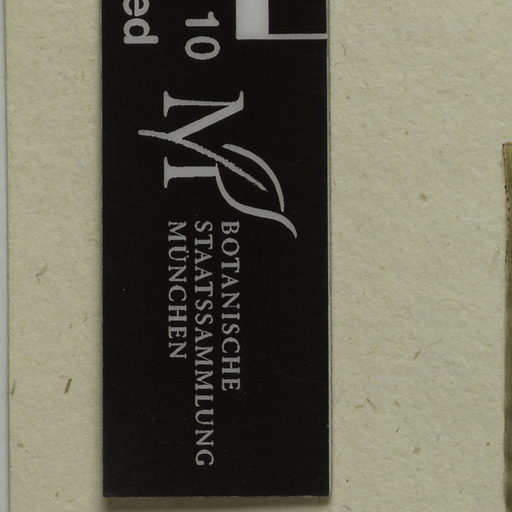 10
ed
M
BOTANISCHE
STAATSSAMMLUNG
MÜNCHEN